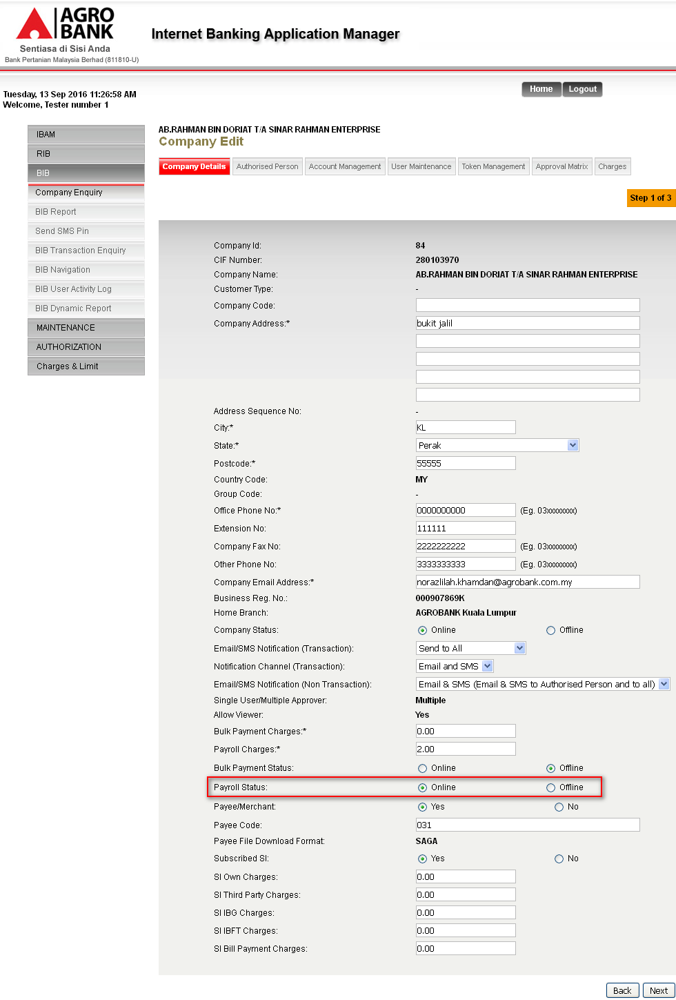 AGRO
BANK
Sentiasa di Sisi Anda
Bank Pertanian Malaysia Berhad (811810-U)
Internet Banking Application Manager
Home Logout
Tuesday, 13 Sep 2016 11:26:58 AM
Welcome, Tester number 1
IBAM
RIB
BIB
Company Enquiry
BIB Report
Send SMS Pin
BIB Transaction Enquiry
BIB Navigation
BIB User Activity Log
BIB Dynamic Report
MAINTENANCE
AUTHORIZATION
Charges & Limit
AB.RAHMAN BIN DORIAT T/A SINAR RAHMAN ENTERPRISE
Company Edit
Company Details Authorised Person Account Management User Maintenance Token Management Approval Matrix Charges
Step 1 of 3
Company Id: 84
CIF Number: 280103970
Company Name: AB.RAHMAN BIN DORIAT T/A SINAR RAHMAN ENTERPRISE
Customer Type: -
Company Code:
Company Address:* bukit jalil
Address Sequence No: -
City:* KL
State:* Perak
Postcode:* 55555
Country Code: MY
Group Code: -
Office Phone No:* 0000000000 (Eg. 03xxxxxxxx)
Extension No: 111111
Company Fax No: 2222222222 (Eg. 03xxxxxxxx)
Other Phone No: 3333333333 (Eg. 03xxxxxxxx)
Company Email Address:* norazlilah.khamdan@agrobank.com.my
Business Reg. No.: 000907869K
Home Branch: AGROBANK Kuala Lumpur
Company Status: Online Offline
Email/SMS Notification (Transaction): Send to All
Notification Channel (Transaction): Email and SMS
Email/SMS Notification (Non Transaction): Email & SMS (Email & SMS to Authorised Person and to all)
Single User/Multiple Approver: Multiple
Allow Viewer: Yes
Bulk Payment Charges:* 0.00
Payroll Charges:* 2.00
Bulk Payment Status: Online Offline
Payroll Status: Online Offline
Payee/Merchant: Yes No
Payee Code: 031
Payee File Download Format: SAGA
Subscribed SI: Yes No
SI Own Charges: 0.00
SI Third Party Charges: 0.00
SI IBG Charges: 0.00
SI IBFT Charges: 0.00
SI Bill Payment Charges: 0.00
Back Next